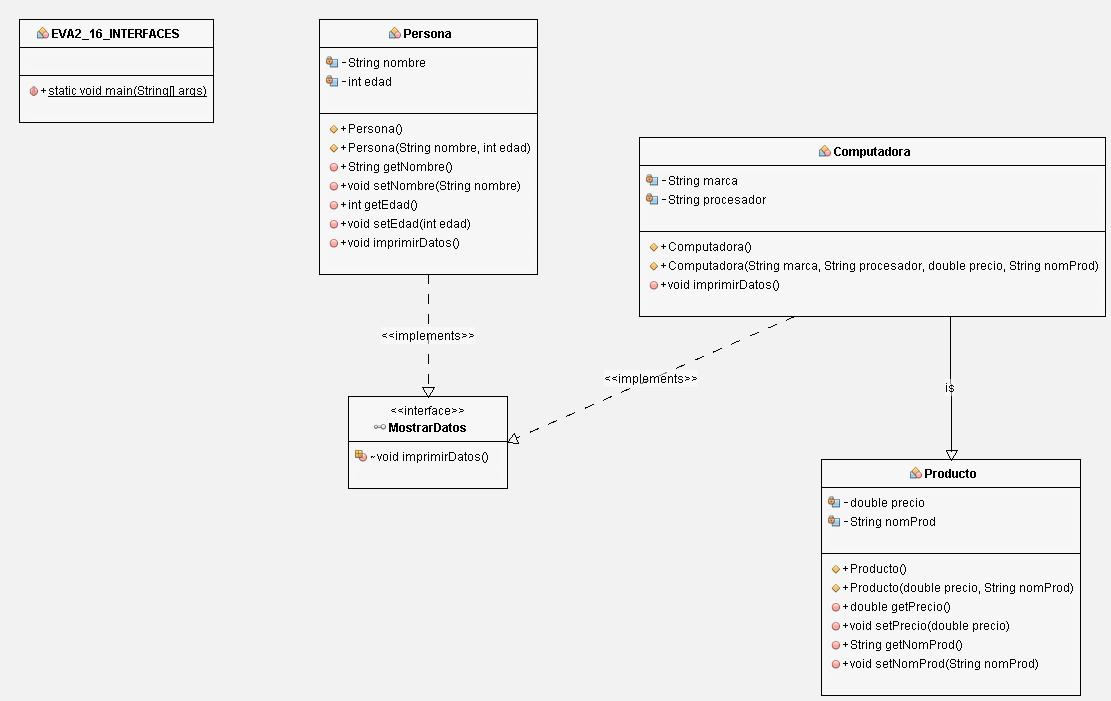 EVA2_16_INTERFACES
+static void main(String[] args)
Persona
-String nombre
-int edad
+Persona()
+Persona(String nombre, int edad)
+String getNombre()
+void setNombre(String nombre)
+int getEdad()
+void setEdad(int edad)
+void imprimirDatos()
Computadora
-String marca
-String procesador
+Computadora()
+Computadora(String marca, String procesador, double precio, String nomProd)
+void imprimirDatos()
<<implements>>
<<implements>>
is
<<interface>>
MostrarDatos
~void imprimirDatos()
Producto
-double precio
-String nomProd
+Producto()
+Producto(double precio, String nomProd)
+double getPrecio()
+void setPrecio(double precio)
+String getNomProd()
+void setNomProd(String nomProd)